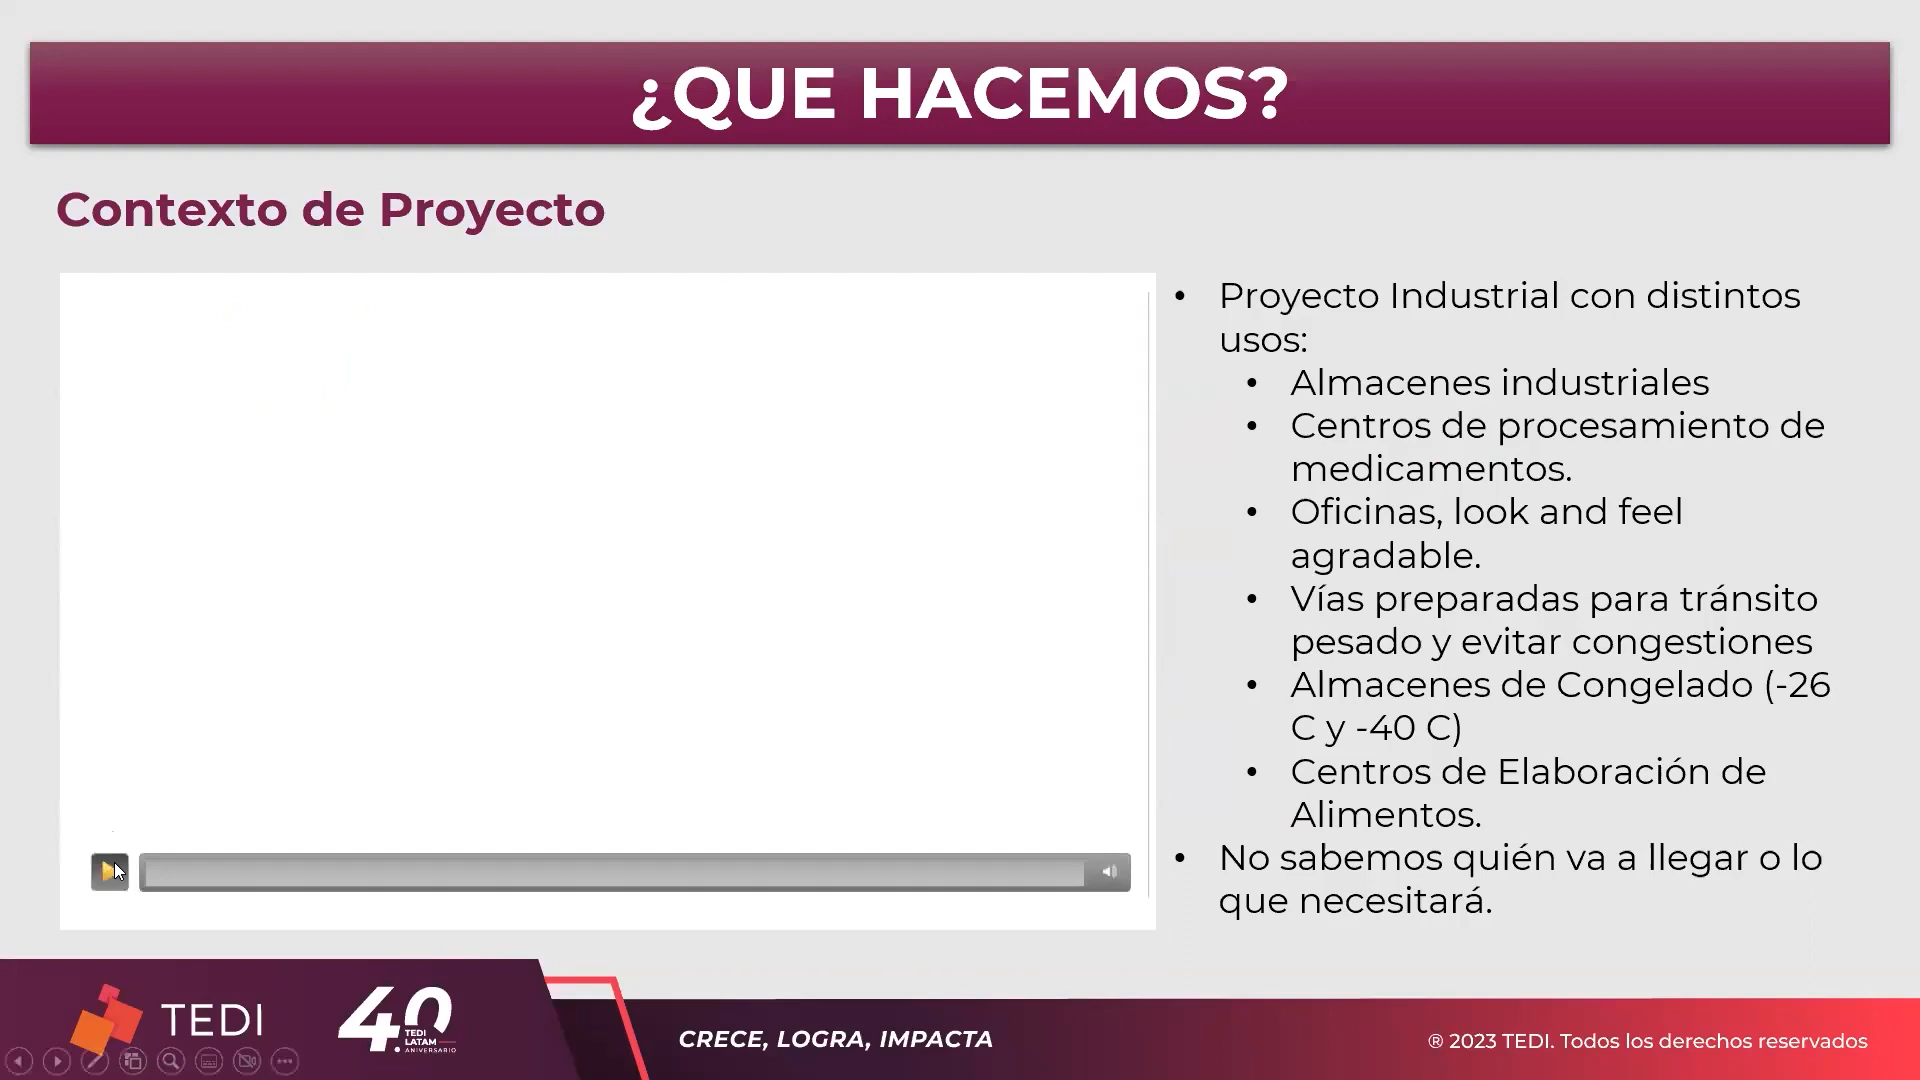 ¿QUE HACEMOS?
Contexto de Proyecto
• Proyecto Industrial con distintos
usos:
• Almacenes industriales
• Centros de procesamiento de
medicamentos.
• Oficinas, look and feel
agradable.
• Vías preparadas para tránsito
pesado y evitar congestiones
• Almacenes de Congelado (-26
C y -40 C)
• Centros de Elaboración de
Alimentos.
• No sabemos quién va a llegar o lo
que necesitará.
TEDI
4.0
TEDI
LATAM
ANIVERSARIO
CRECE, LOGRA, IMPACTA
® 2023 TEDI. Todos los derechos reservados